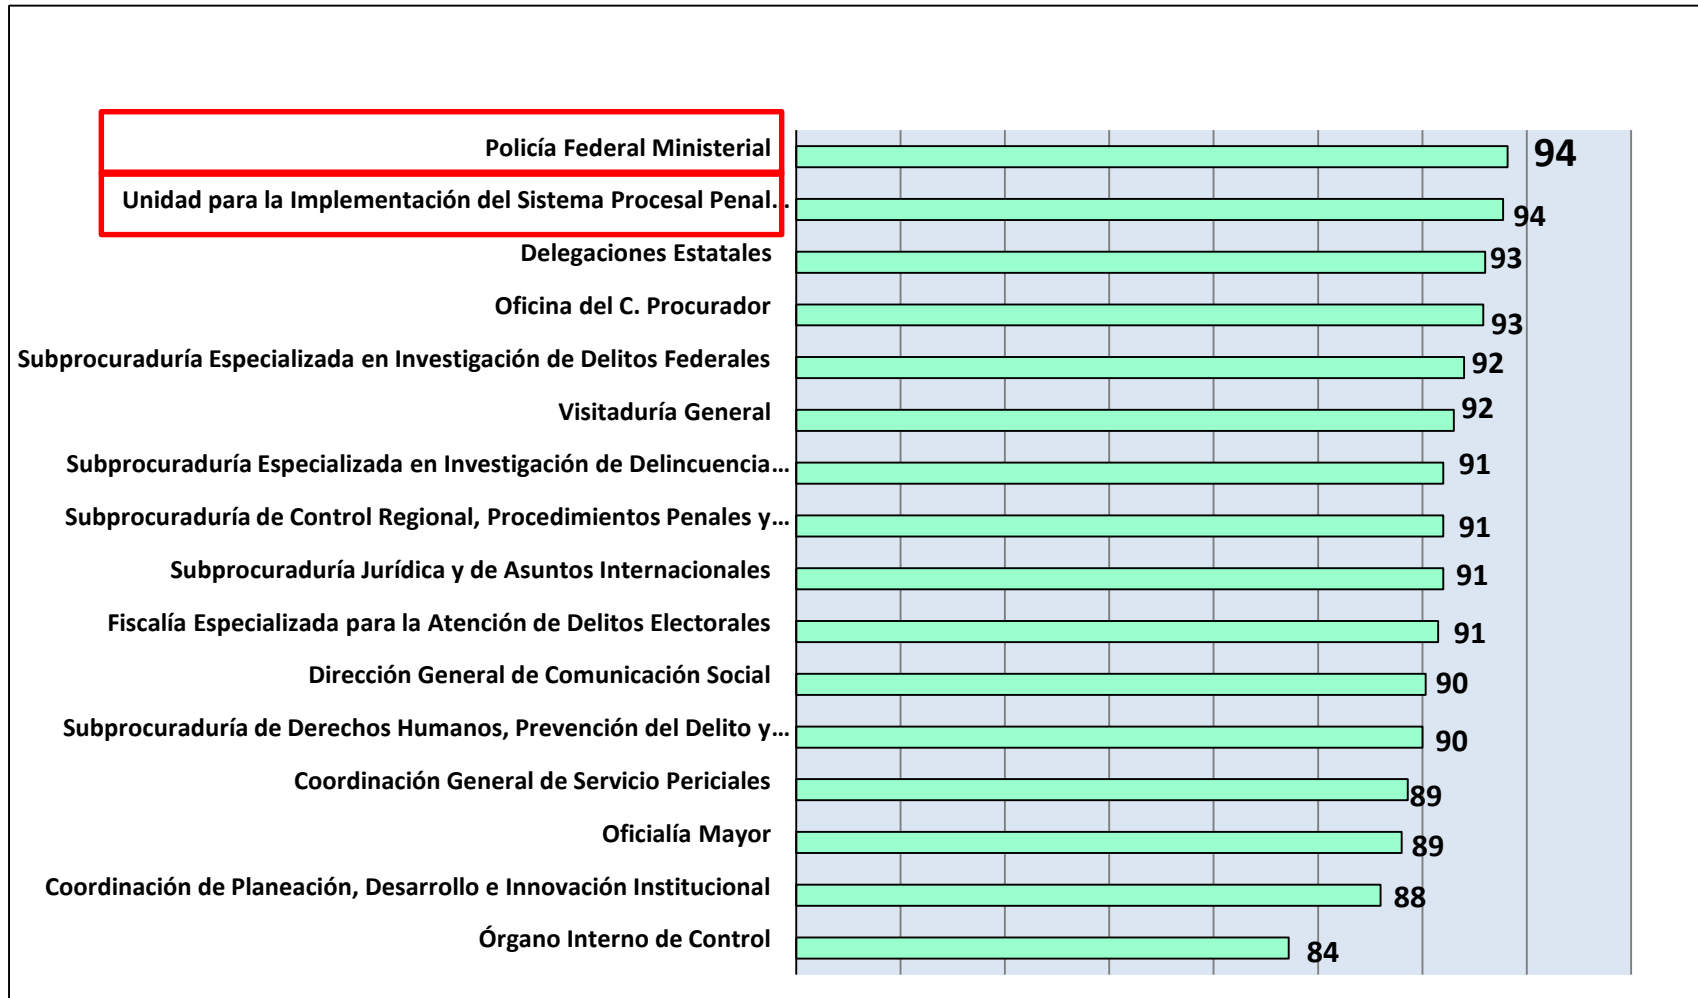 Policía Federal Ministerial 94
Unidad para la Implementación del Sistema Procesal Penal... 94
Delegaciones Estatales 93
Oficina del C. Procurador 93
Subprocuraduría Especializada en Investigación de Delitos Federales 92
Visitaduría General 92
Subprocuraduría Especializada en Investigación de Delincuencia... 91
Subprocuraduría de Control Regional, Procedimientos Penales y... 91
Subprocuraduría Jurídica y de Asuntos Internacionales 91
Fiscalía Especializada para la Atención de Delitos Electorales 91
Dirección General de Comunicación Social 90
Subprocuraduría de Derechos Humanos, Prevención del Delito y... 90
Coordinación General de Servicio Periciales 89
Oficialía Mayor 89
Coordinación de Planeación, Desarrollo e Innovación Institucional 88
Órgano Interno de Control 84